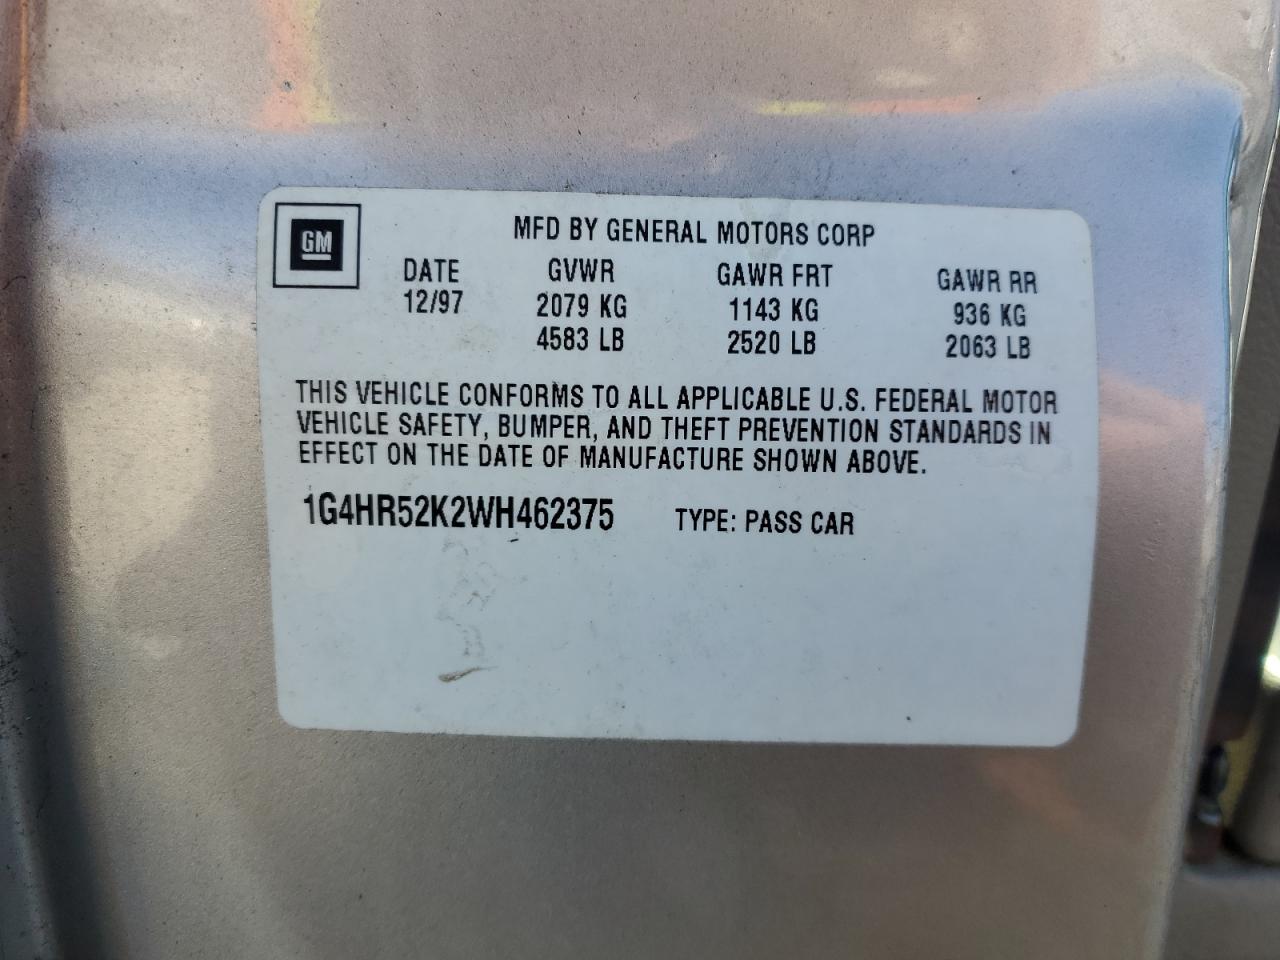 GM
MFD BY GENERAL MOTORS CORP
DATE GVWR GAWR FRT GAWR RR
12/97 2079 KG 1143 KG 936 KG
4583 LB 2520 LB 2063 LB
THIS VEHICLE CONFORMS TO ALL APPLICABLE U.S. FEDERAL MOTOR
VEHICLE SAFETY, BUMPER, AND THEFT PREVENTION STANDARDS IN
EFFECT ON THE DATE OF MANUFACTURE SHOWN ABOVE.
1G4HR52K2WH462375 TYPE: PASS CAR